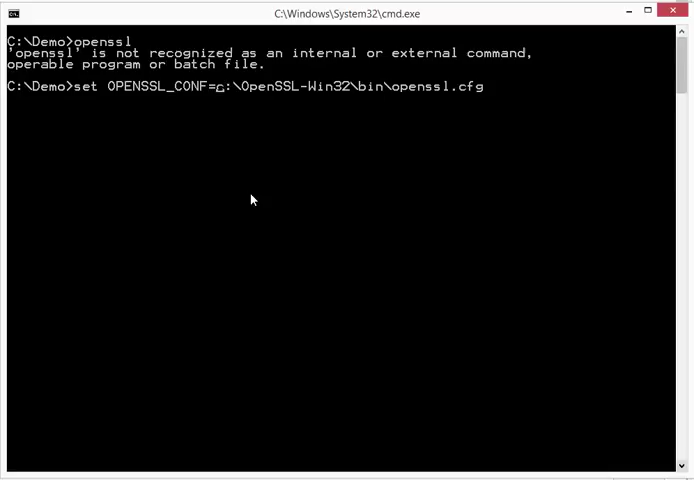 C:\Windows\System32\cmd.exe
C:\Demo>openssl
'openssl' is not recognized as an internal or external command,
operable program or batch file.
C:\Demo>set OPENSSL_CONF=c:\OpenSSL-Win32\bin\openssl.cfg